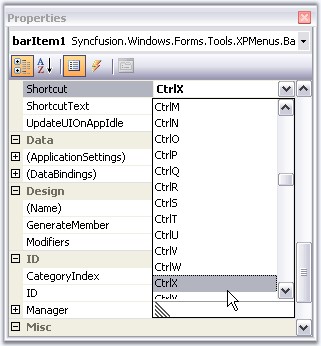 Properties
barItem1 Syncfusion.Windows.Forms.Tools.XPMenus.Ba
Shortcut CtrlX
ShortcutText CtrlM
UpdateUIOnAppIdle CtrlN
CtrlO
Data CtrlP
(ApplicationSettings) CtrlQ
(DataBindings) CtrlR
Design CtrlS
(Name) CtrlT
GenerateMember CtrlU
Modifiers CtrlV
ID CtrlW
CategoryIndex CtrlX
ID CtrlY
Manager
Misc